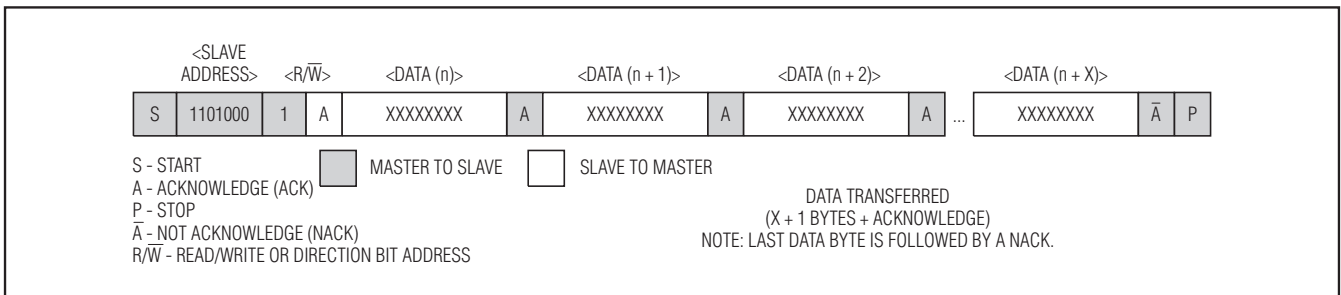 <SLAVE
ADDRESS> <R/W̅> <DATA (n)> <DATA (n + 1)> <DATA (n + 2)> <DATA (n + X)>
S 1101000 1 A XXXXXXXX A XXXXXXXX A XXXXXXXX A ... XXXXXXXX A̅ P
S - START
A - ACKNOWLEDGE (ACK)
P - STOP
A̅ - NOT ACKNOWLEDGE (NACK)
R/W̅ - READ/WRITE OR DIRECTION BIT ADDRESS
MASTER TO SLAVE
SLAVE TO MASTER
DATA TRANSFERRED
(X + 1 BYTES + ACKNOWLEDGE)
NOTE: LAST DATA BYTE IS FOLLOWED BY A NACK.